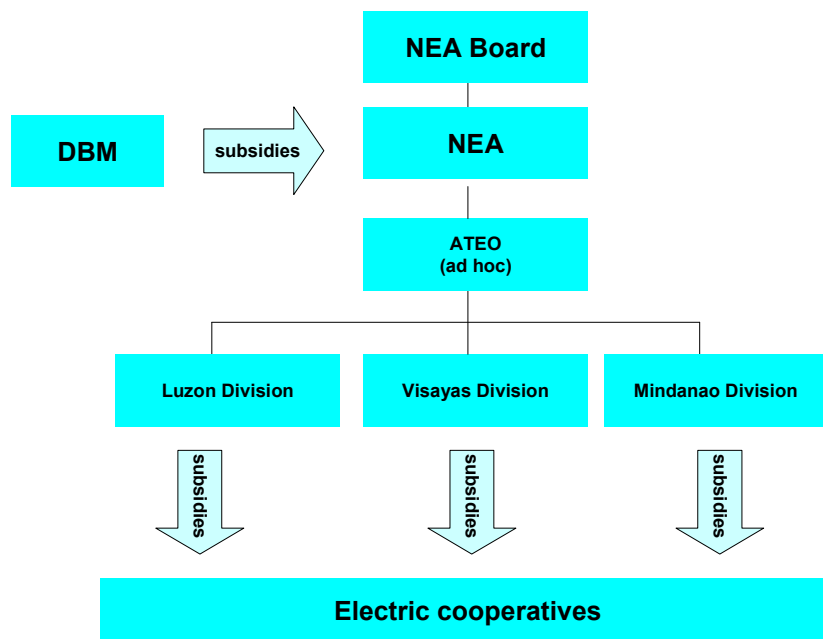 NEA Board
DBM
subsidies
NEA
ATEO
(ad hoc)
Luzon Division
Visayas Division
Mindanao Division
subsidies
subsidies
subsidies
Electric cooperatives